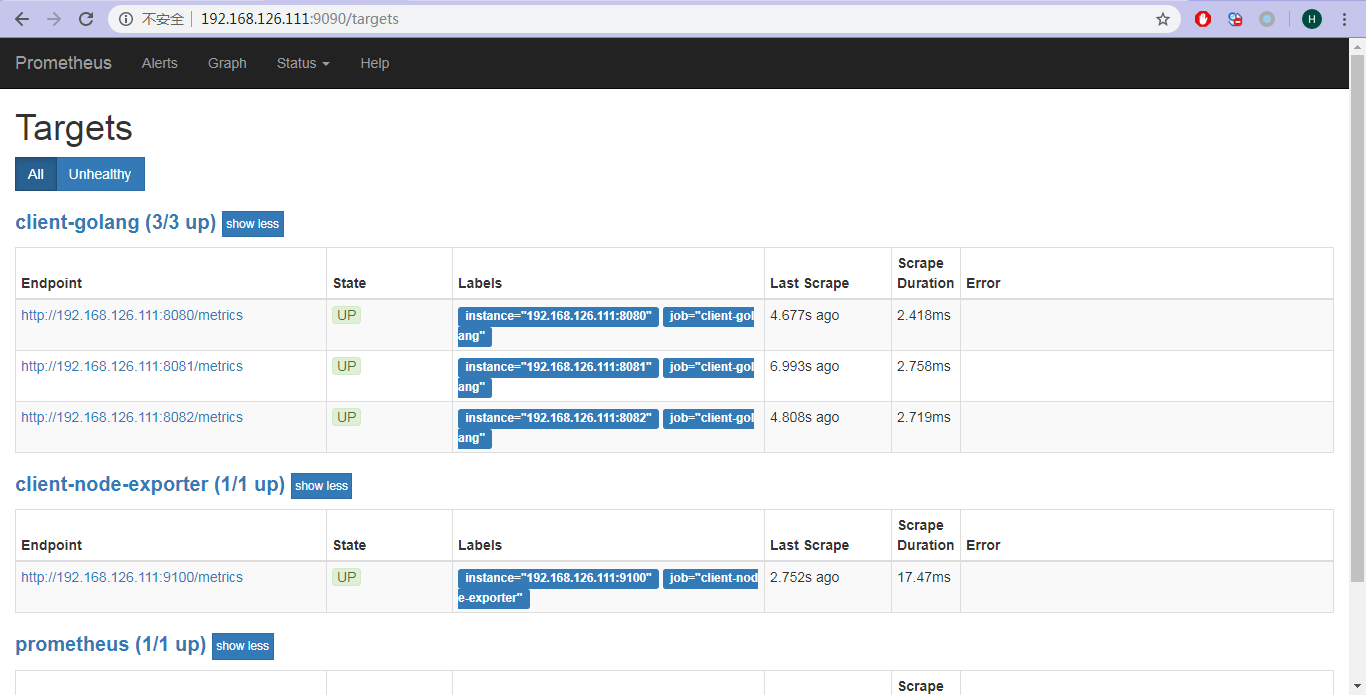 不安全 192.168.126.111:9090/targets
H
Prometheus Alerts Graph Status Help
Targets
All Unhealthy
client-golang (3/3 up) show less
Endpoint State Labels Last Scrape Scrape Duration Error
http://192.168.126.111:8080/metrics UP instance="192.168.126.111:8080" job="client-gol 4.677s ago 2.418ms
ang"
http://192.168.126.111:8081/metrics UP instance="192.168.126.111:8081" job="client-gol 6.993s ago 2.758ms
ang"
http://192.168.126.111:8082/metrics UP instance="192.168.126.111:8082" job="client-gol 4.808s ago 2.719ms
ang"
client-node-exporter (1/1 up) show less
Endpoint State Labels Last Scrape Scrape Duration Error
http://192.168.126.111:9100/metrics UP instance="192.168.126.111:9100" job="client-nod 2.752s ago 17.47ms
e-exporter"
prometheus (1/1 up) show less
Scrape